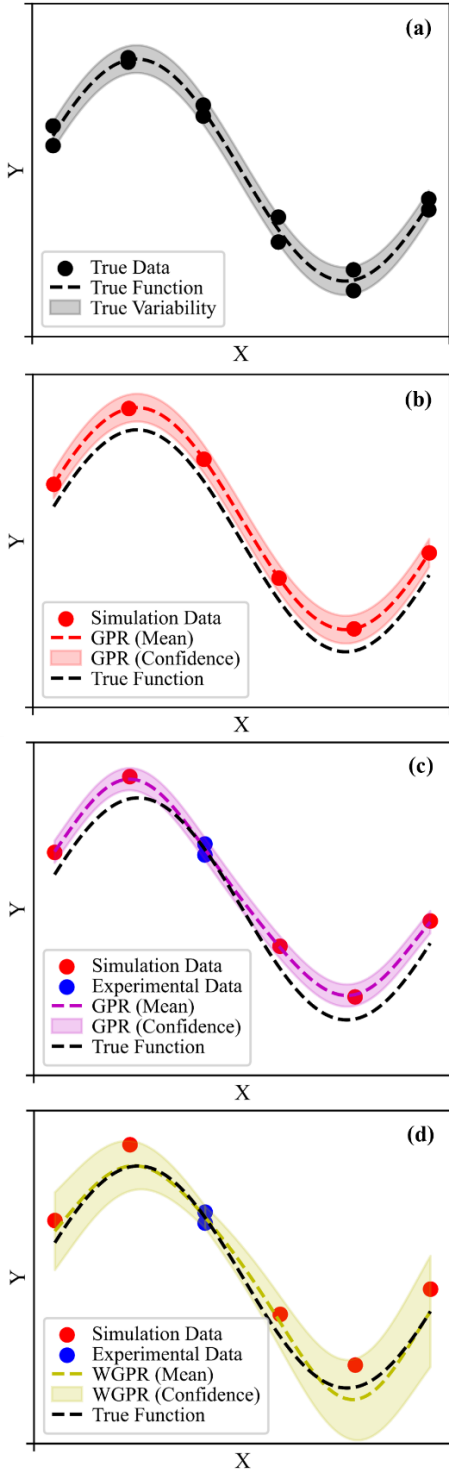 (a)
Y
True Data
True Function
True Variability
X
(b)
Y
Simulation Data
GPR (Mean)
GPR (Confidence)
True Function
X
(c)
Y
Simulation Data
Experimental Data
GPR (Mean)
GPR (Confidence)
True Function
X
(d)
Y
Simulation Data
Experimental Data
WGPR (Mean)
WGPR (Confidence)
True Function
X